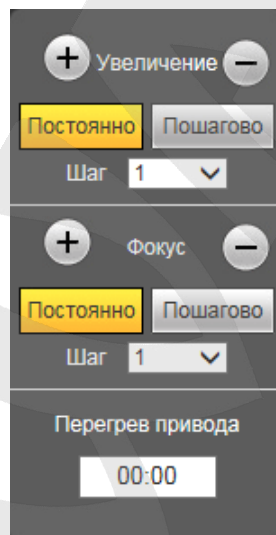 + Увеличение −
Постоянно Пошагово
Шаг 1
+ Фокус −
Постоянно Пошагово
Шаг 1
Перегрев привода
00:00